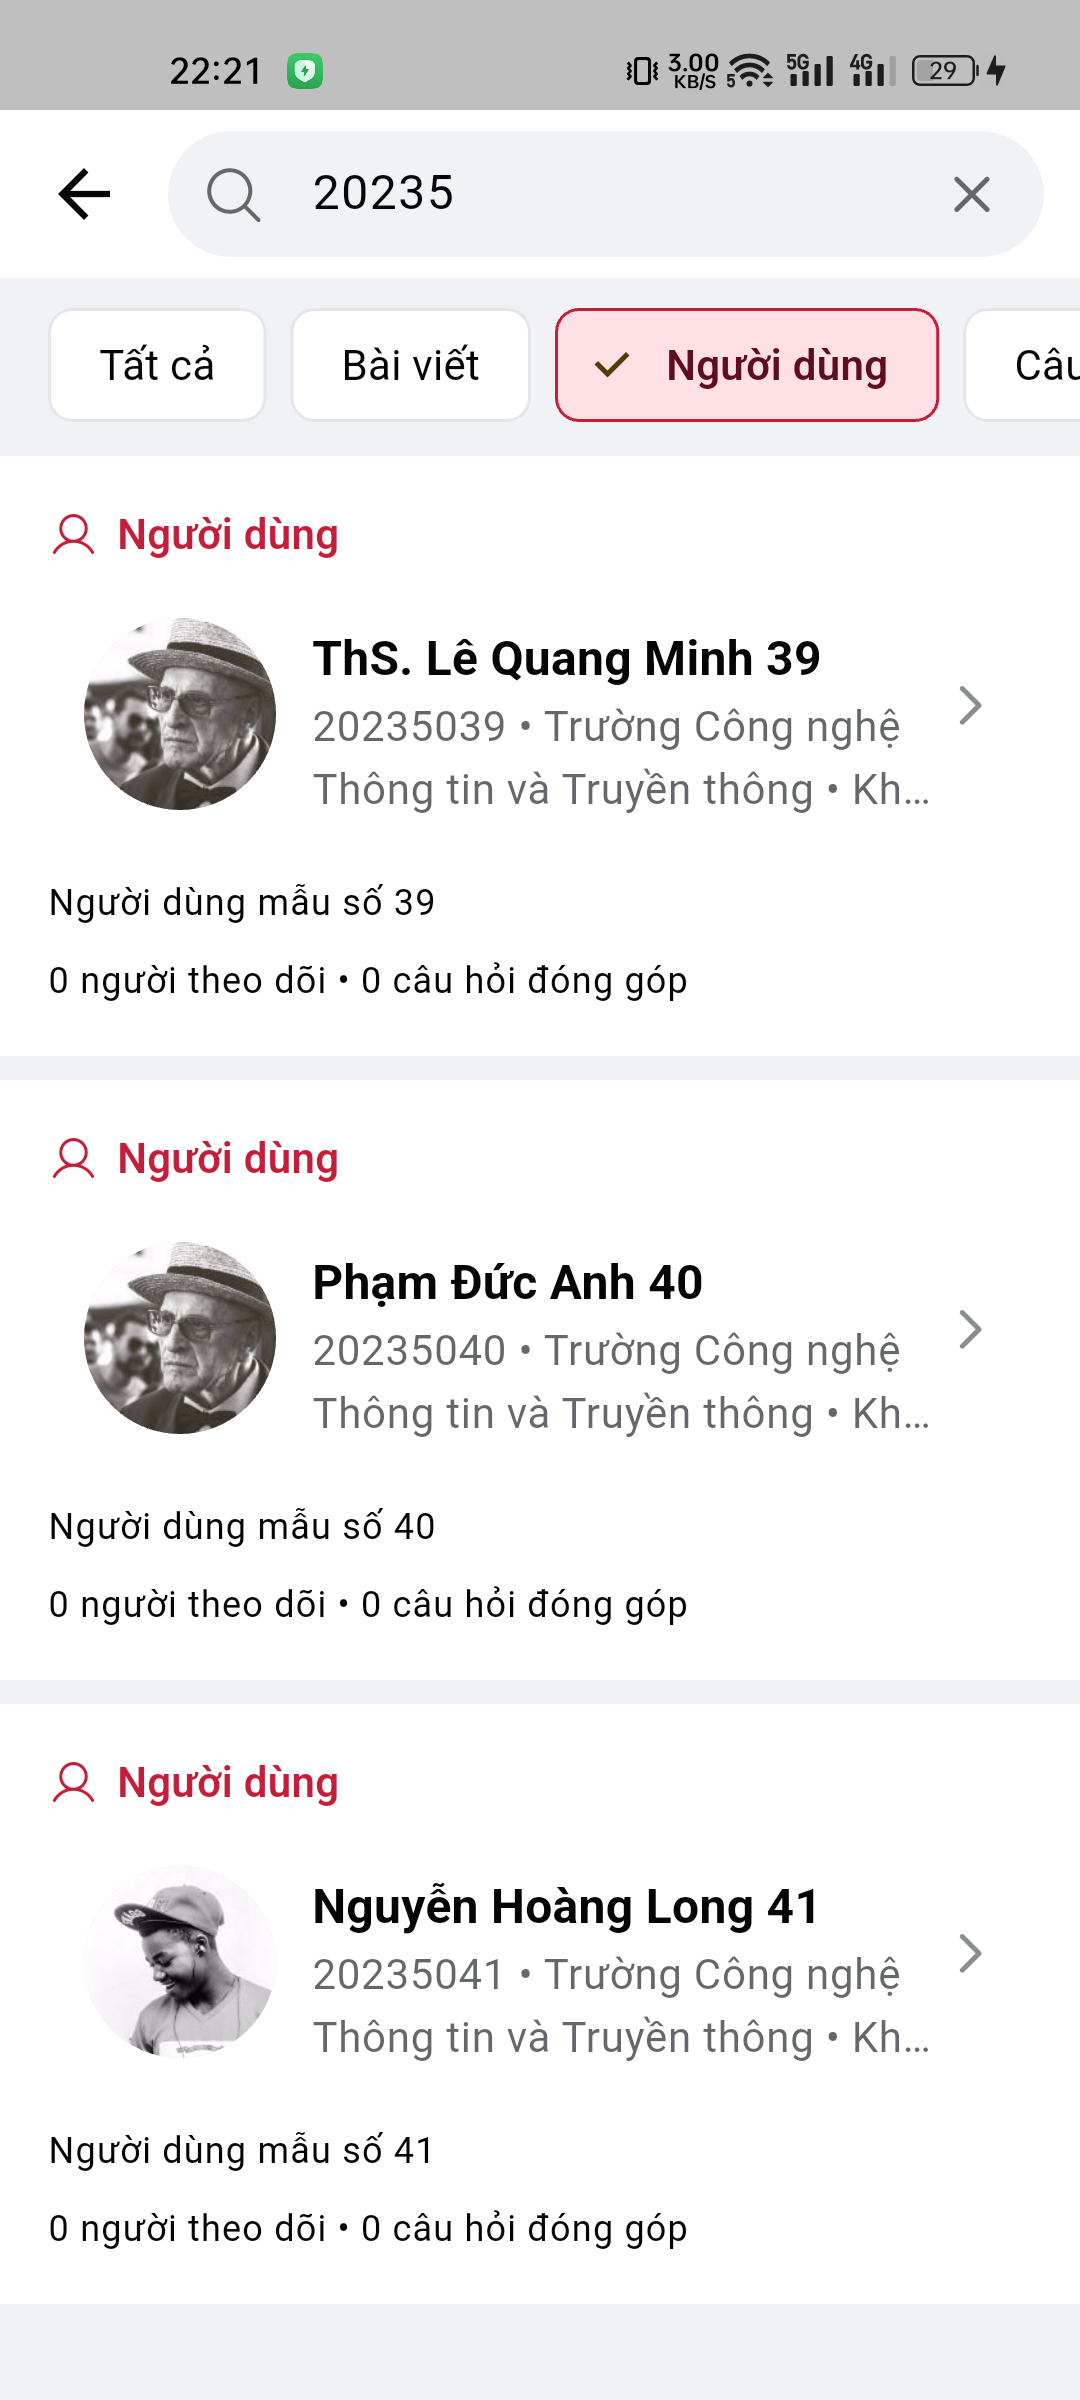 22:21
3.00
KB/S
5
5G
4G
29
20235
Tất cả
Bài viết
Người dùng
Câu
Người dùng
ThS. Lê Quang Minh 39
20235039 • Trường Công nghệ
Thông tin và Truyền thông • Kh...
Người dùng mẫu số 39
0 người theo dõi • 0 câu hỏi đóng góp
Người dùng
Phạm Đức Anh 40
20235040 • Trường Công nghệ
Thông tin và Truyền thông • Kh...
Người dùng mẫu số 40
0 người theo dõi • 0 câu hỏi đóng góp
Người dùng
Nguyễn Hoàng Long 41
20235041 • Trường Công nghệ
Thông tin và Truyền thông • Kh...
Người dùng mẫu số 41
0 người theo dõi • 0 câu hỏi đóng góp